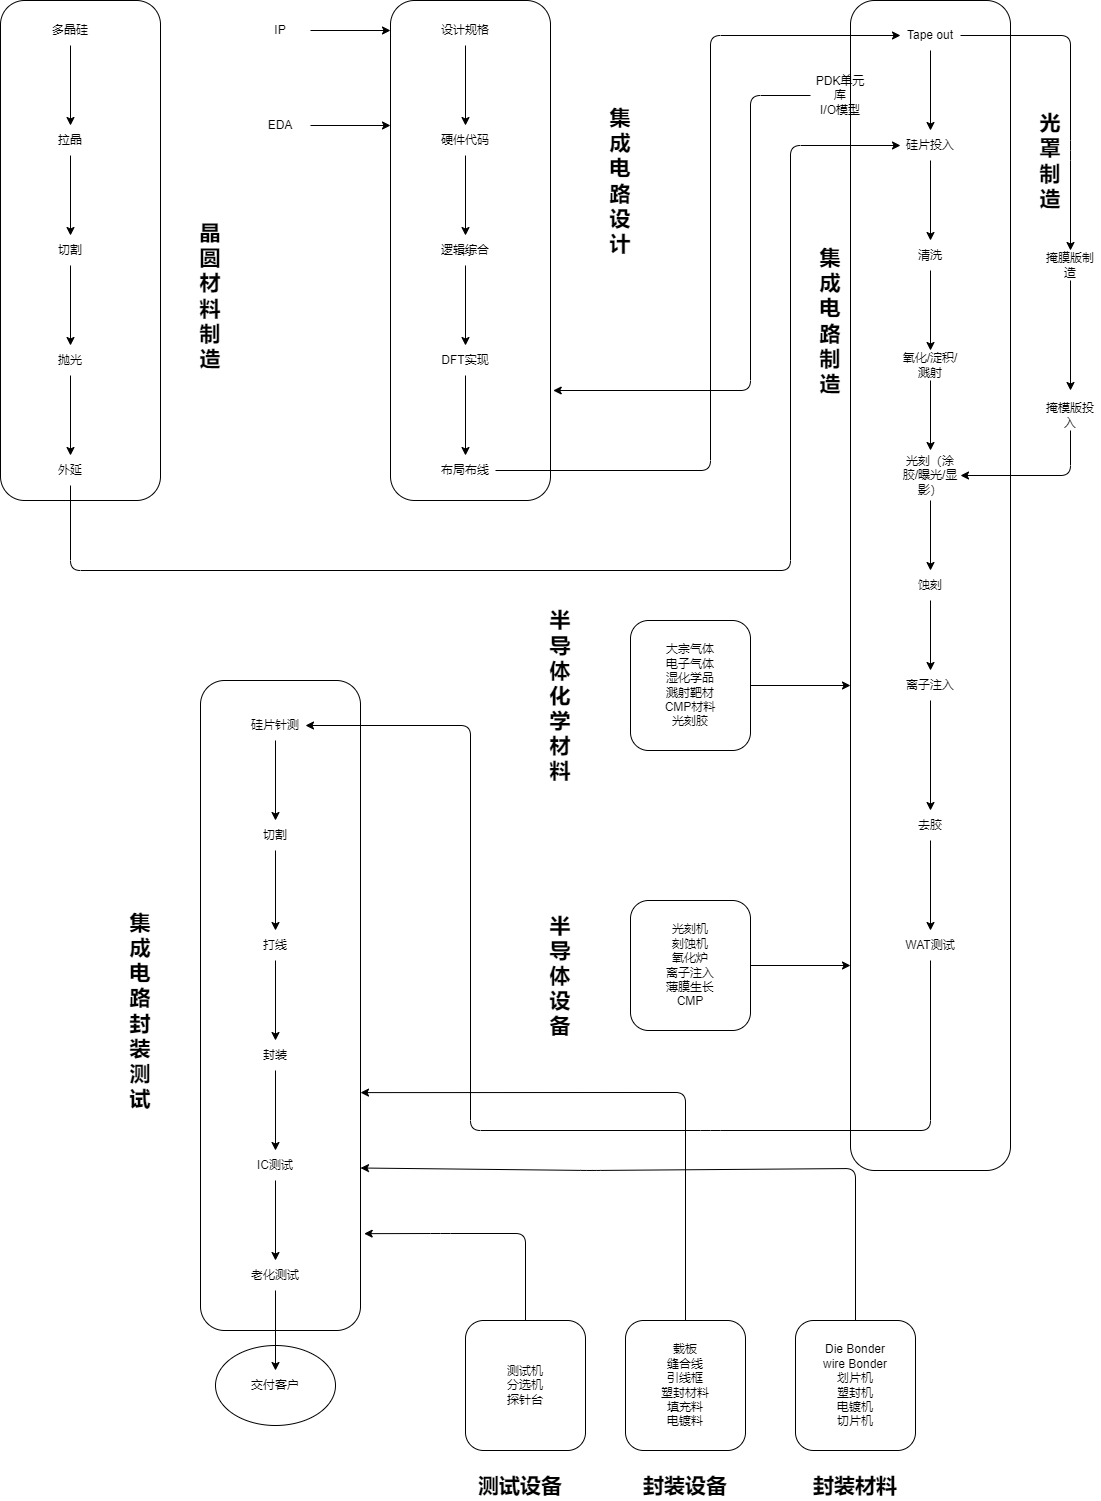 多晶硅
拉晶
切割
抛光
外延
晶圆材料制造
IP
EDA
设计规格
硬件代码
逻辑综合
DFT实现
布局布线
集成电路设计
PDK单元
库
I/O模型
集成电路制造
Tape out
硅片投入
清洗
氧化/淀积/
溅射
光刻（涂
胶/曝光/显
影）
蚀刻
离子注入
去胶
WAT测试
光罩制造
掩膜版制
造
掩模版投
入
半导体化学材料
大宗气体
电子气体
湿化学品
溅射靶材
CMP材料
光刻胶
半导体设备
光刻机
刻蚀机
氧化炉
离子注入
薄膜生长
CMP
集成电路封装测试
硅片针测
切割
打线
封装
IC测试
老化测试
交付客户
测试机
分选机
探针台
测试设备
载板
缝合线
引线框
塑封材料
填充料
电镀料
封装设备
Die Bonder
wire Bonder
划片机
塑封机
电镀机
切片机
封装材料